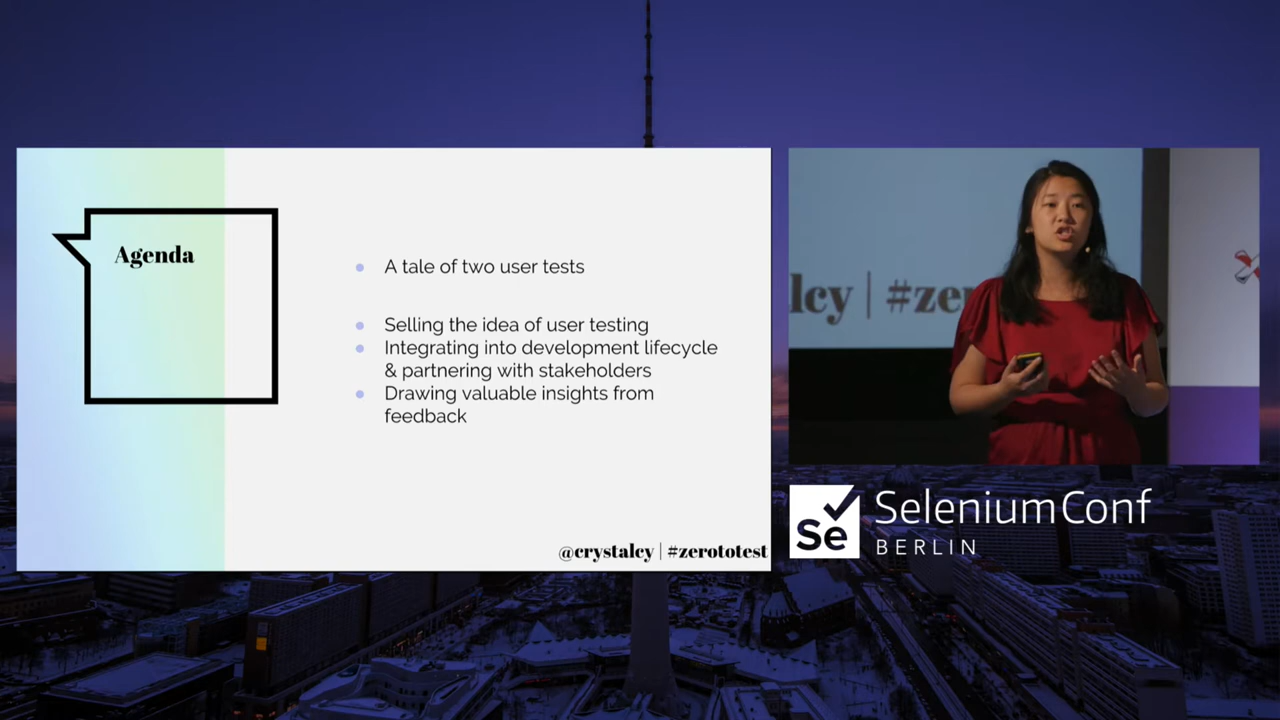 Agenda
A tale of two user tests
Selling the idea of user testing
Integrating into development lifecycle
& partnering with stakeholders
Drawing valuable insights from
feedback
@crystalcy | #zerototest
lcy | #ze
Se
SeleniumConf
BERLIN